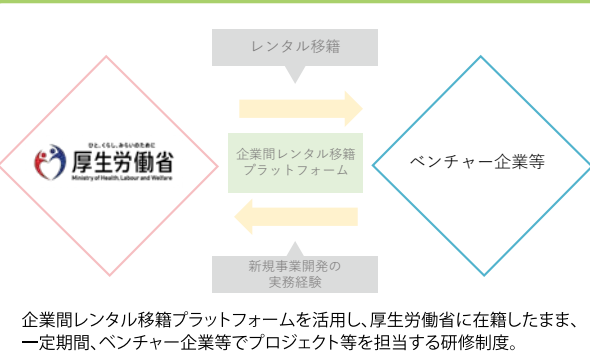 レンタル移籍
ひと、くらし、みらいのために
厚生労働省
Ministry of Health, Labour and Welfare
企業間レンタル移籍
プラットフォーム
ベンチャー企業等
新規事業開発の
実務経験
企業間レンタル移籍プラットフォームを活用し、厚生労働省に在籍したまま、
一定期間、ベンチャー企業等でプロジェクト等を担当する研修制度。